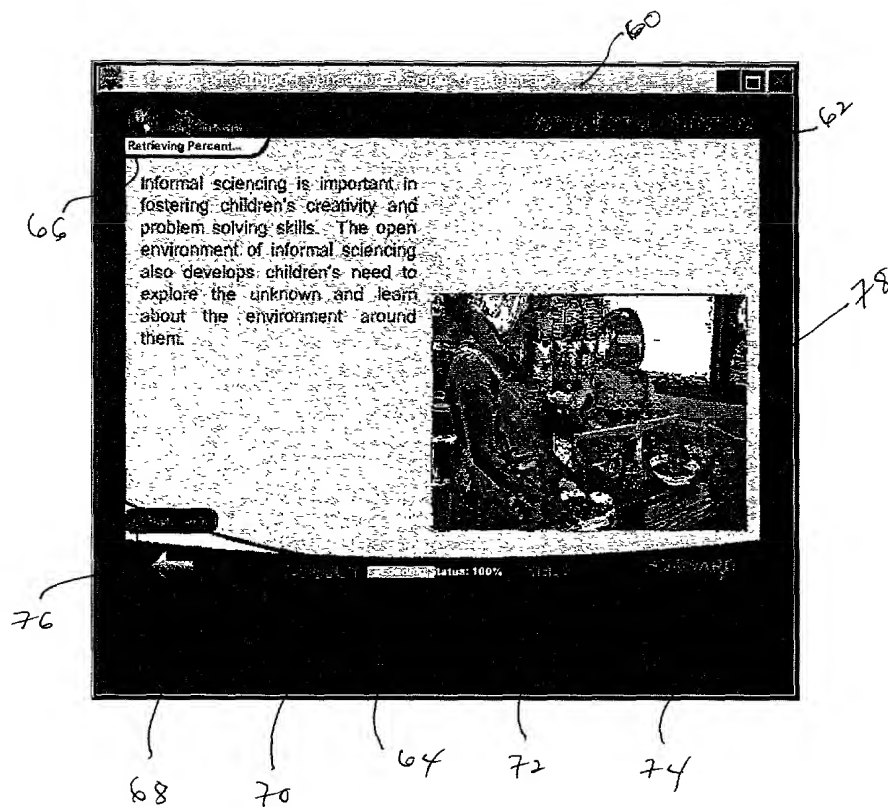 60
62
Retrieving Percent...
66
Informal sciencing is important in
fostering children's creativity and
problem solving skills. The open
environment of informal sciencing
also develops children's need to
explore the unknown and learn
about the environment around
them.
78
Status: 100%
FORWARD
76
68
70
64
72
74